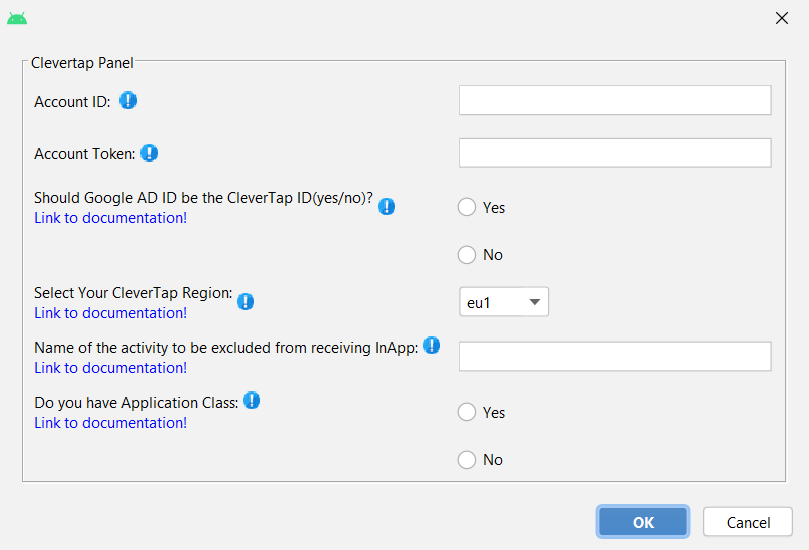 Clevertap Panel
Account ID:
Account Token:
Should Google AD ID be the CleverTap ID(yes/no)?
Link to documentation!
Yes
No
Select Your CleverTap Region:
Link to documentation!
eu1
Name of the activity to be excluded from receiving InApp:
Link to documentation!
Do you have Application Class:
Link to documentation!
Yes
No
OK
Cancel